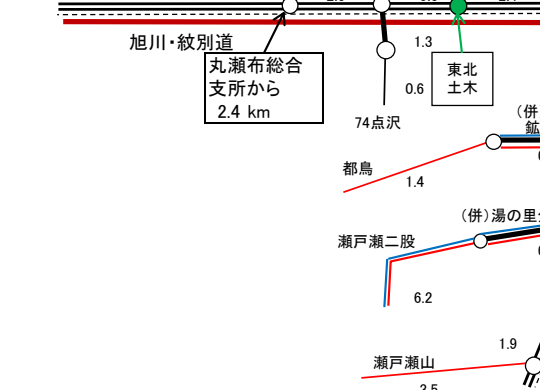 旭川・紋別道
丸瀬布総合
支所から
2.4 km
1.3
0.6
74点沢
東北
土木
(併
鉱
都鳥
1.4
(併)湯の里
瀬戸瀬二股
6.2
1.9
瀬戸瀬山